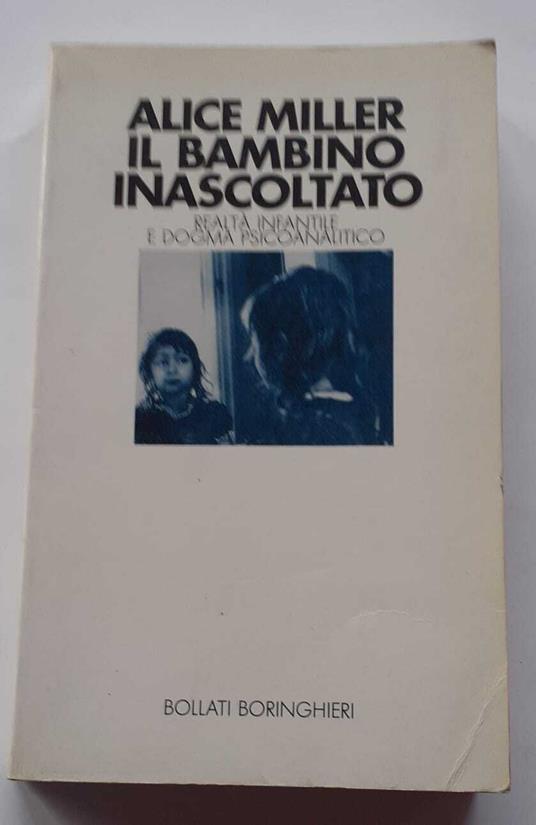 ALICE MILLER
IL BAMBINO
INASCOLTATO
REALTÀ INFANTILE
E DOGMA PSICOANALITICO
BOLLATI BORINGHIERI